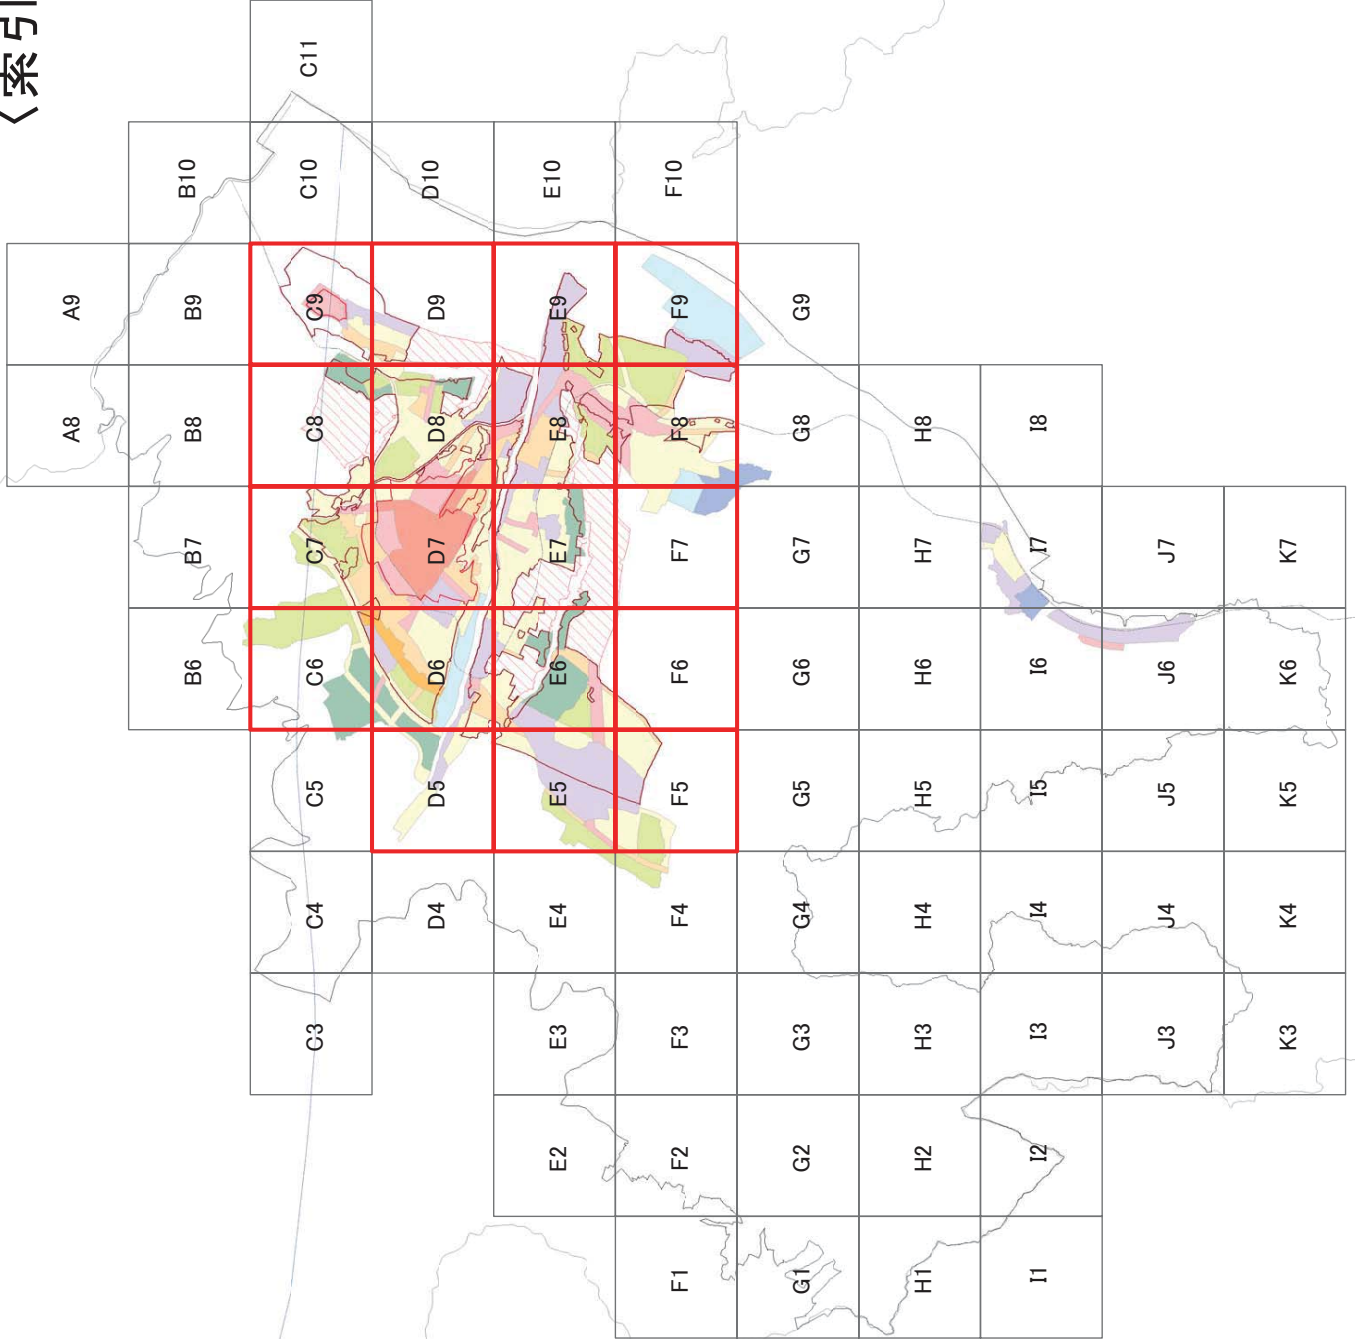 〈索引
A8 A9
B6 B7 B8 B9 B10
C3 C4 C5 C6 C7 C8 C9 C10 C11
D4 D5 D6 D7 D8 D9 D10
E2 E3 E4 E5 E6 E7 E8 E9 E10
F1 F2 F3 F4 F5 F6 F7 F8 F9 F10
G1 G2 G3 G4 G5 G6 G7 G8 G9
H1 H2 H3 H4 H5 H6 H7 H8
I1 I2 I3 I4 I5 I6 I7 I8
J3 J4 J5 J6 J7
K3 K4 K5 K6 K7